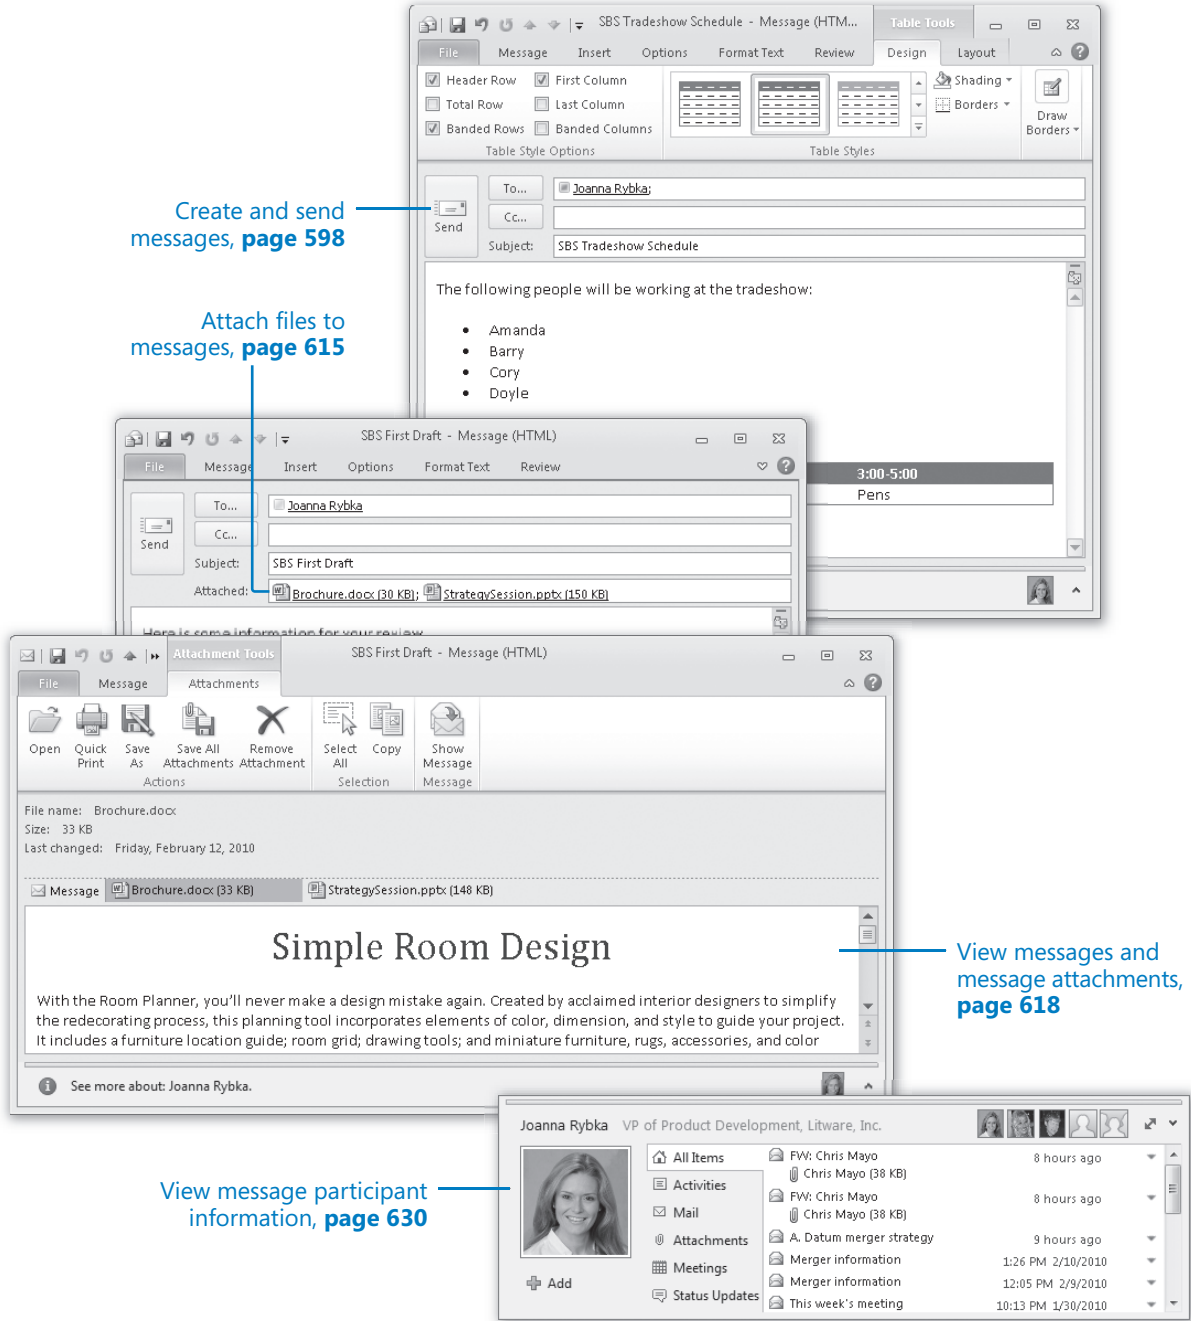 SBS Tradeshow Schedule - Message (HTM...
Table Tools
File Message Insert Options Format Text Review Design Layout
Header Row First Column
Total Row Last Column
Banded Rows Banded Columns
Table Style Options
Table Styles
Shading
Borders
Draw
Borders
Send
To... Joanna Rybka;
Cc...
Subject: SBS Tradeshow Schedule
The following people will be working at the tradeshow:
• Amanda
• Barry
• Cory
• Doyle
3:00-5:00
Pens
Create and send
messages, page 598
Attach files to
messages, page 615
SBS First Draft - Message (HTML)
File Message Insert Options Format Text Review
Send
To... Joanna Rybka
Cc...
Subject: SBS First Draft
Attached: Brochure.docx (30 KB); StrategySession.pptx (150 KB)
Here is some information for your review
Attachment Tools
SBS First Draft - Message (HTML)
File Message Attachments
Open
Quick
Print
Save
As
Save All
Attachments
Remove
Attachment
Actions
Select
All
Copy
Selection
Show
Message
Message
File name: Brochure.docx
Size: 33 KB
Last changed: Friday, February 12, 2010
Message Brochure.docx (33 KB) StrategySession.pptx (148 KB)
Simple Room Design
With the Room Planner, you'll never make a design mistake again. Created by acclaimed interior designers to simplify
the redecorating process, this planning tool incorporates elements of color, dimension, and style to guide your project.
It includes a furniture location guide; room grid; drawing tools; and miniature furniture, rugs, accessories, and color
See more about: Joanna Rybka.
View messages and
message attachments,
page 618
View message participant
information, page 630
Joanna Rybka VP of Product Development, Litware, Inc.
Add
All Items
Activities
Mail
Attachments
Meetings
Status Updates
FW: Chris Mayo 8 hours ago
Chris Mayo (38 KB)
FW: Chris Mayo 8 hours ago
Chris Mayo (38 KB)
A. Datum merger strategy 9 hours ago
Merger information 1:26 PM 2/10/2010
Merger information 12:05 PM 2/9/2010
This week's meeting 10:13 PM 1/30/2010